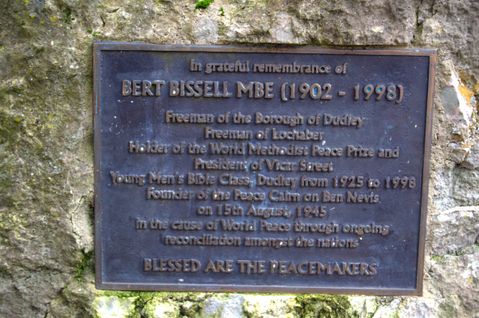 In grateful remembrance of
BERT BISSELL MBE (1902 - 1998)
Freeman of the Borough of Dudley
Freeman of Lochaber
Holder of the World Methodist Peace Prize and
President of Vicar Street
Young Men's Bible Class, Dudley from 1925 to 1998
Founder of the Peace Cairn on Ben Nevis
on 15th August, 1945
'In the cause of World Peace through ongoing
reconciliation amongst the nations'
BLESSED ARE THE PEACEMAKERS